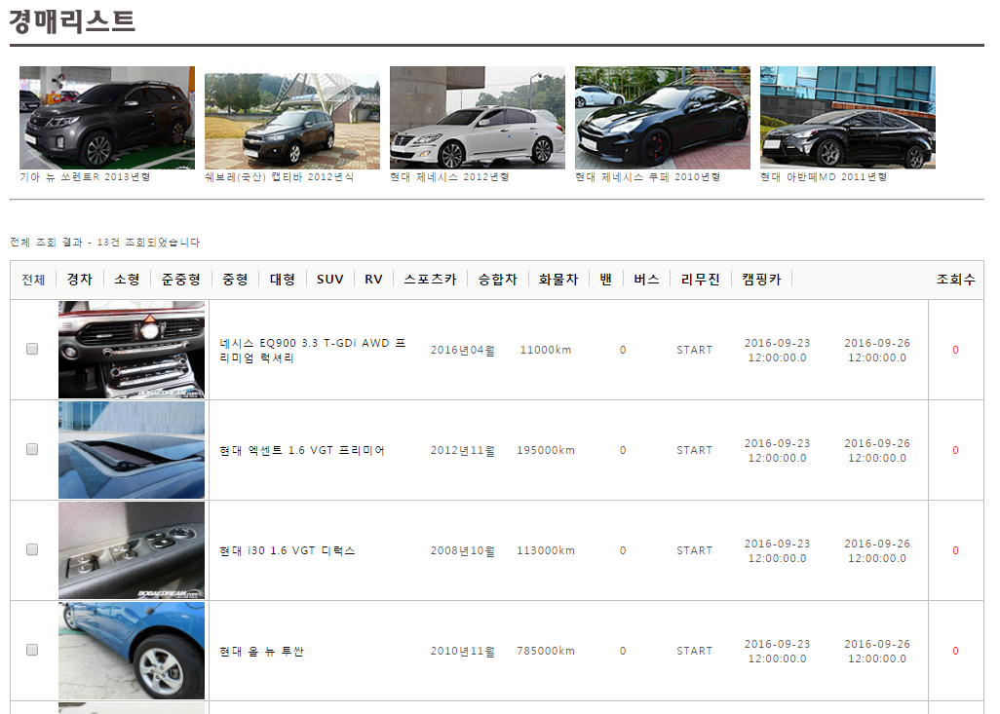 경매리스트
기아 뉴 쏘렌토R 2013년형
쉐보레(국산) 캡티바 2012년식
현대 제네시스 2012년형
현대 제네시스 쿠페 2010년형
현대 아반떼MD 2011년형
전체 조회 결과 - 13건 조회되었습니다
전체 경차 소형 준중형 중형 대형 SUV RV 스포츠카 승합차 화물차 밴 버스 리무진 캠핑카 조회수
네시스 EQ900 3.3 T-GDi AWD 프
리미엄 럭셔리
2016년04월 11000km 0 START
2016-09-23
12:00:00.0
2016-09-26
12:00:00.0
0
BOBAEDREAM.com
현대 엑센트 1.6 VGT 프리미어
2012년11월 195000km 0 START
2016-09-23
12:00:00.0
2016-09-26
12:00:00.0
0
현대 i30 1.6 VGT 디럭스
2008년10월 113000km 0 START
2016-09-23
12:00:00.0
2016-09-26
12:00:00.0
0
BOBAEDREAM.com
현대 올 뉴 투싼
2010년11월 785000km 0 START
2016-09-23
12:00:00.0
2016-09-26
12:00:00.0
0